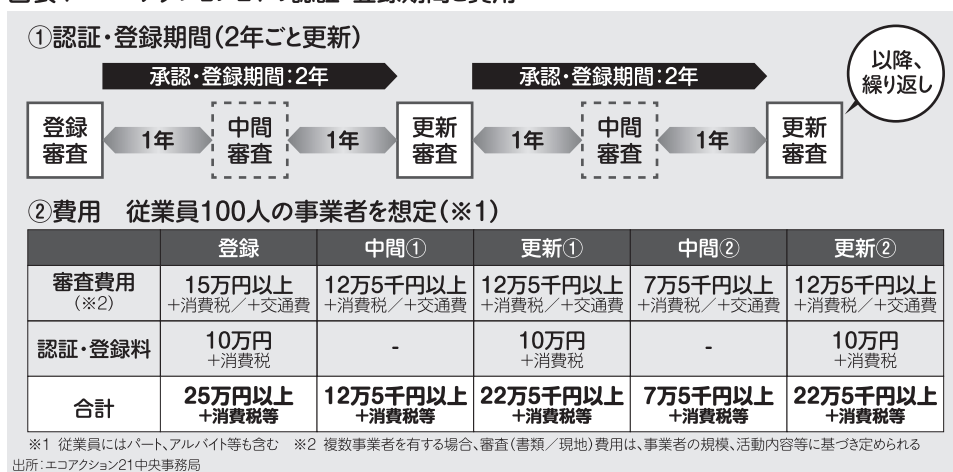 ①認証・登録期間(2年ごと更新)
以降、
繰り返し
承認・登録期間:2年
承認・登録期間:2年
登録
審査
1年
中間
審査
1年
更新
審査
1年
中間
審査
1年
更新
審査
②費用 従業員100人の事業者を想定(※1)
登録 中間① 更新① 中間② 更新②
審査費用 15万円以上 12万5千円以上 12万5千円以上 7万5千円以上 12万5千円以上
(※2) +消費税/+交通費 +消費税/+交通費 +消費税/+交通費 +消費税/+交通費 +消費税/+交通費
認証・登録料 10万円 - 10万円 - 10万円
+消費税 +消費税 +消費税
合計 25万円以上 12万5千円以上 22万5千円以上 7万5千円以上 22万5千円以上
+消費税等 +消費税等 +消費税等 +消費税等 +消費税等
※1 従業員にはパート、アルバイト等も含む ※2 複数事業者を有する場合、審査(書類/現地)費用は、事業者の規模、活動内容等に基づき定められる
出所:エコアクション21中央事務局